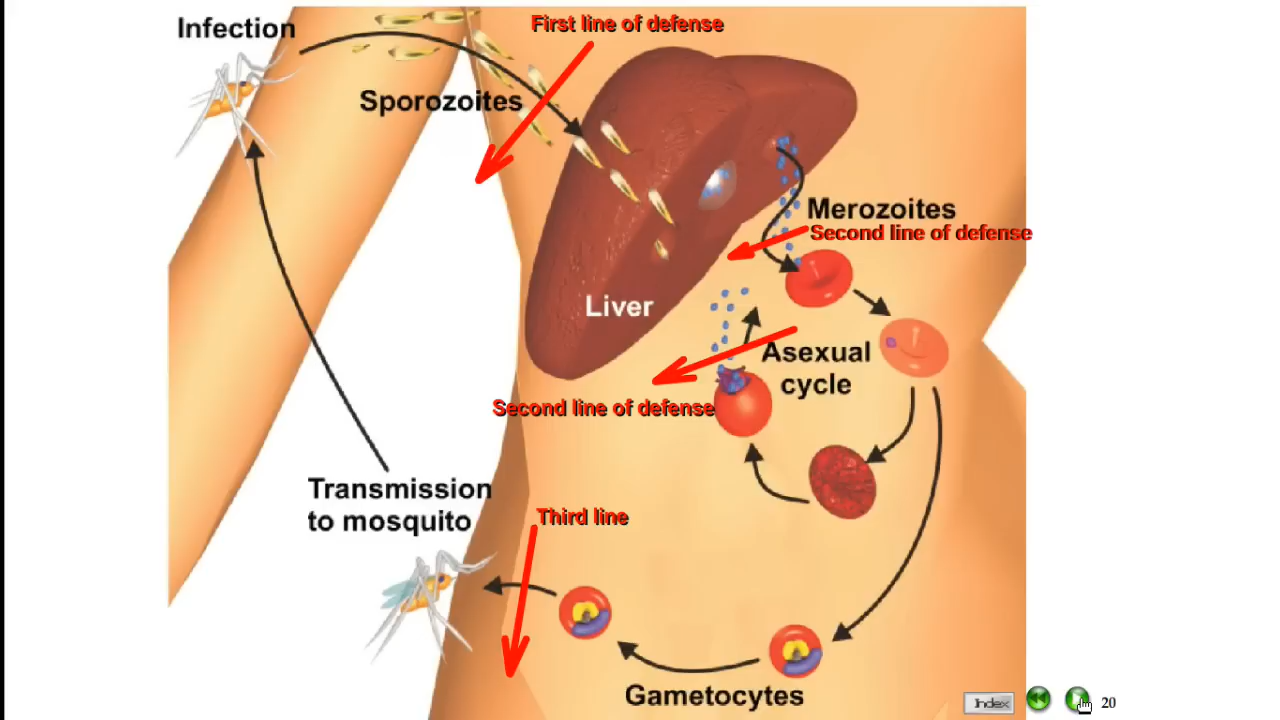 First line of defense
Infection
Sporozoites
Merozoites
Second line of defense
Liver
Asexual
cycle
Second line of defense
Transmission
to mosquito
Third line
Gametocytes
Index
20